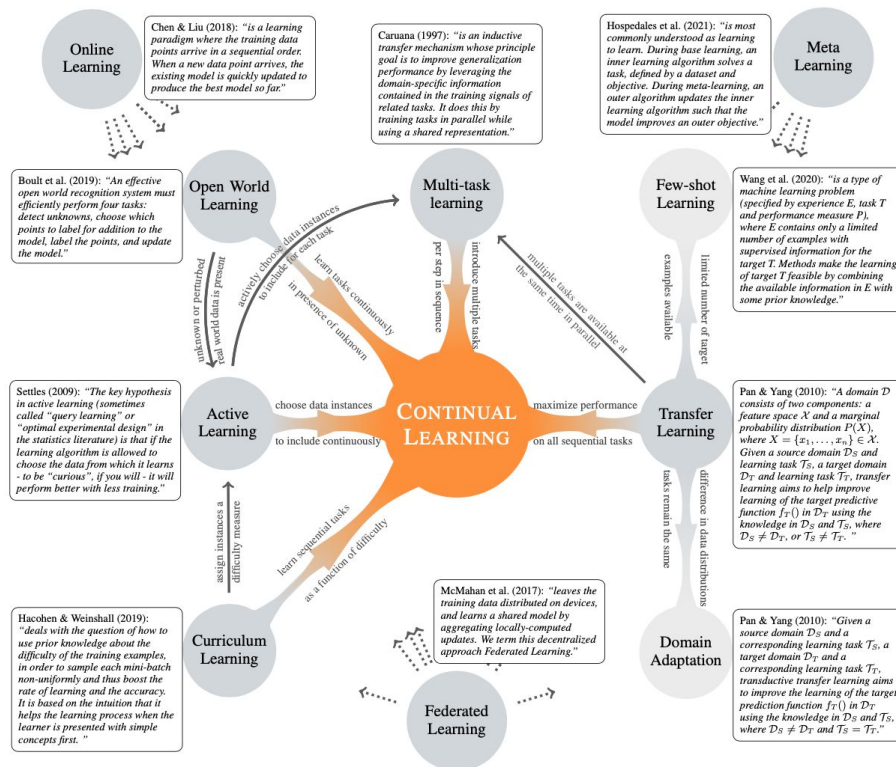 Online
Learning
Chen & Liu (2018): "is a learning
paradigm where the training data
points arrive in a sequential order.
When a new data point arrives, the
existing model is quickly updated to
produce the best model so far."
Caruana (1997): "is an inductive
transfer mechanism whose principle
goal is to improve generalization
performance by leveraging the
domain-specific information
contained in the training signals of
related tasks. It does this by
training tasks in parallel while
using a shared representation."
Hospedales et al. (2021): "is most
commonly understood as learning
to learn. During base learning, an
inner learning algorithm solves a
task, defined by a dataset and
objective. During meta-learning, an
outer algorithm updates the inner
learning algorithm such that the
model improves an outer objective."
Meta
Learning
Boult et al. (2019): "An effective
open world recognition system must
efficiently perform four tasks:
detect unknowns, choose which
points to label for addition to the
model, label the points, and update
the model."
Open World
Learning
Multi-task
learning
Few-shot
Learning
Wang et al. (2020): "is a type of
machine learning problem
(specified by experience E, task T
and performance measure P),
where E contains only a limited
number of examples with
supervised information for the
target T. Methods make the learning
of target T feasible by combining
the available information in E with
some prior knowledge."
unknown or perturbed
real world data is present
actively choose data instances
to include for each task
learn tasks continuously
in presence of unknown
per step in sequence
introduce multiple tasks
multiple tasks are available at
the same time in parallel
examples available
limited number of target
Settles (2009): "The key hypothesis
in active learning (sometimes
called "query learning" or
"optimal experimental design" in
the statistics literature) is that if the
learning algorithm is allowed to
choose the data from which it learns
- to be "curious", if you will - it will
perform better with less training."
Active
Learning
choose data instances
to include continuously
CONTINUAL
LEARNING
maximize performance
on all sequential tasks
Transfer
Learning
Pan & Yang (2010): "A domain D
consists of two components: a
feature space X and a marginal
probability distribution P(X),
where X = {x₁, . . . , xₙ} ∈ X.
Given a source domain D_S and
learning task T_S, a target domain
D_T and learning task T_T, transfer
learning aims to help improve
learning of the target predictive
function f_T() in D_T using the
knowledge in D_S and T_S, where
D_S ≠ D_T, or T_S ≠ T_T. "
assign instances a
difficulty measure
learn sequential tasks
as a function of difficulty
tasks remain the same
difference in data distributions
Hacohen & Weinshall (2019):
"deals with the question of how to
use prior knowledge about the
difficulty of the training examples,
in order to sample each mini-batch
non-uniformly and thus boost the
rate of learning and the accuracy.
It is based on the intuition that it
helps the learning process when the
learner is presented with simple
concepts first. "
Curriculum
Learning
McMahan et al. (2017): "leaves the
training data distributed on devices,
and learns a shared model by
aggregating locally-computed
updates. We term this decentralized
approach Federated Learning."
Federated
Learning
Domain
Adaptation
Pan & Yang (2010): "Given a
source domain D_S and a
corresponding learning task T_S, a
target domain D_T and a
corresponding learning task T_T,
transductive transfer learning aims
to improve the learning of the target
prediction function f_T() in D_T
using the knowledge in D_S and T_S,
where D_S ≠ D_T and T_S = T_T."